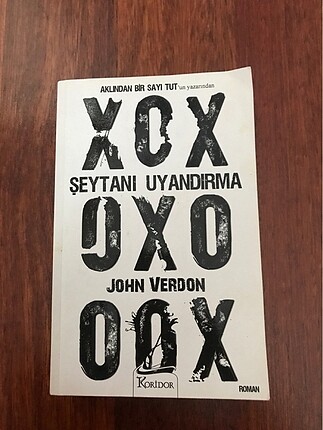 AKLINDAN BİR SAYI TUT'un yazarından
XOX
ŞEYTANI UYANDIRMA
OXO
JOHN VERDON
OOX
KORİDOR
ROMAN